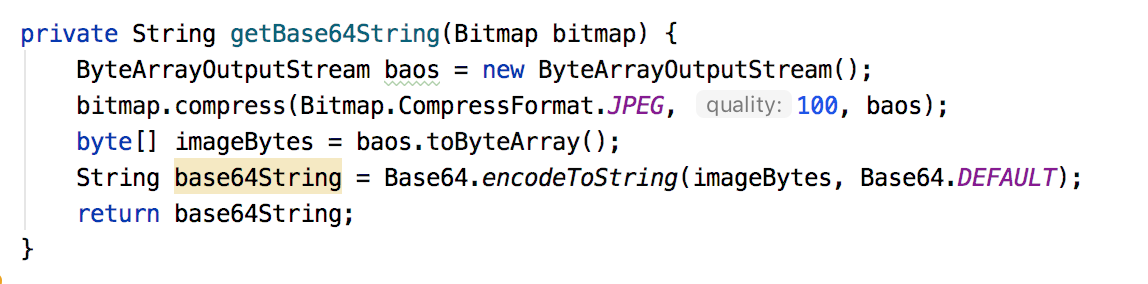 private String getBase64String(Bitmap bitmap) {
ByteArrayOutputStream baos = new ByteArrayOutputStream();
bitmap.compress(Bitmap.CompressFormat.JPEG, quality: 100, baos);
byte[] imageBytes = baos.toByteArray();
String base64String = Base64.encodeToString(imageBytes, Base64.DEFAULT);
return base64String;
}